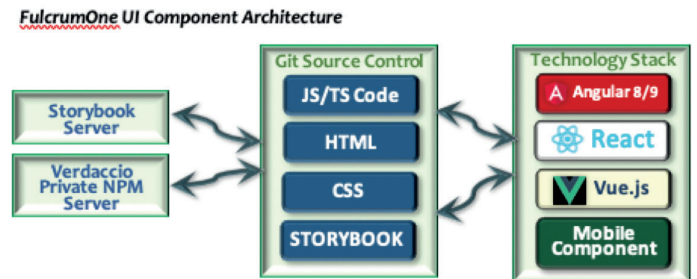 FulcrumOne UI Component Architecture
Storybook
Server
Verdaccio
Private NPM
Server
Git Source Control
JS/TS Code
HTML
CSS
STORYBOOK
Technology Stack
A Angular 8/9
React
Vue.js
Mobile
Component